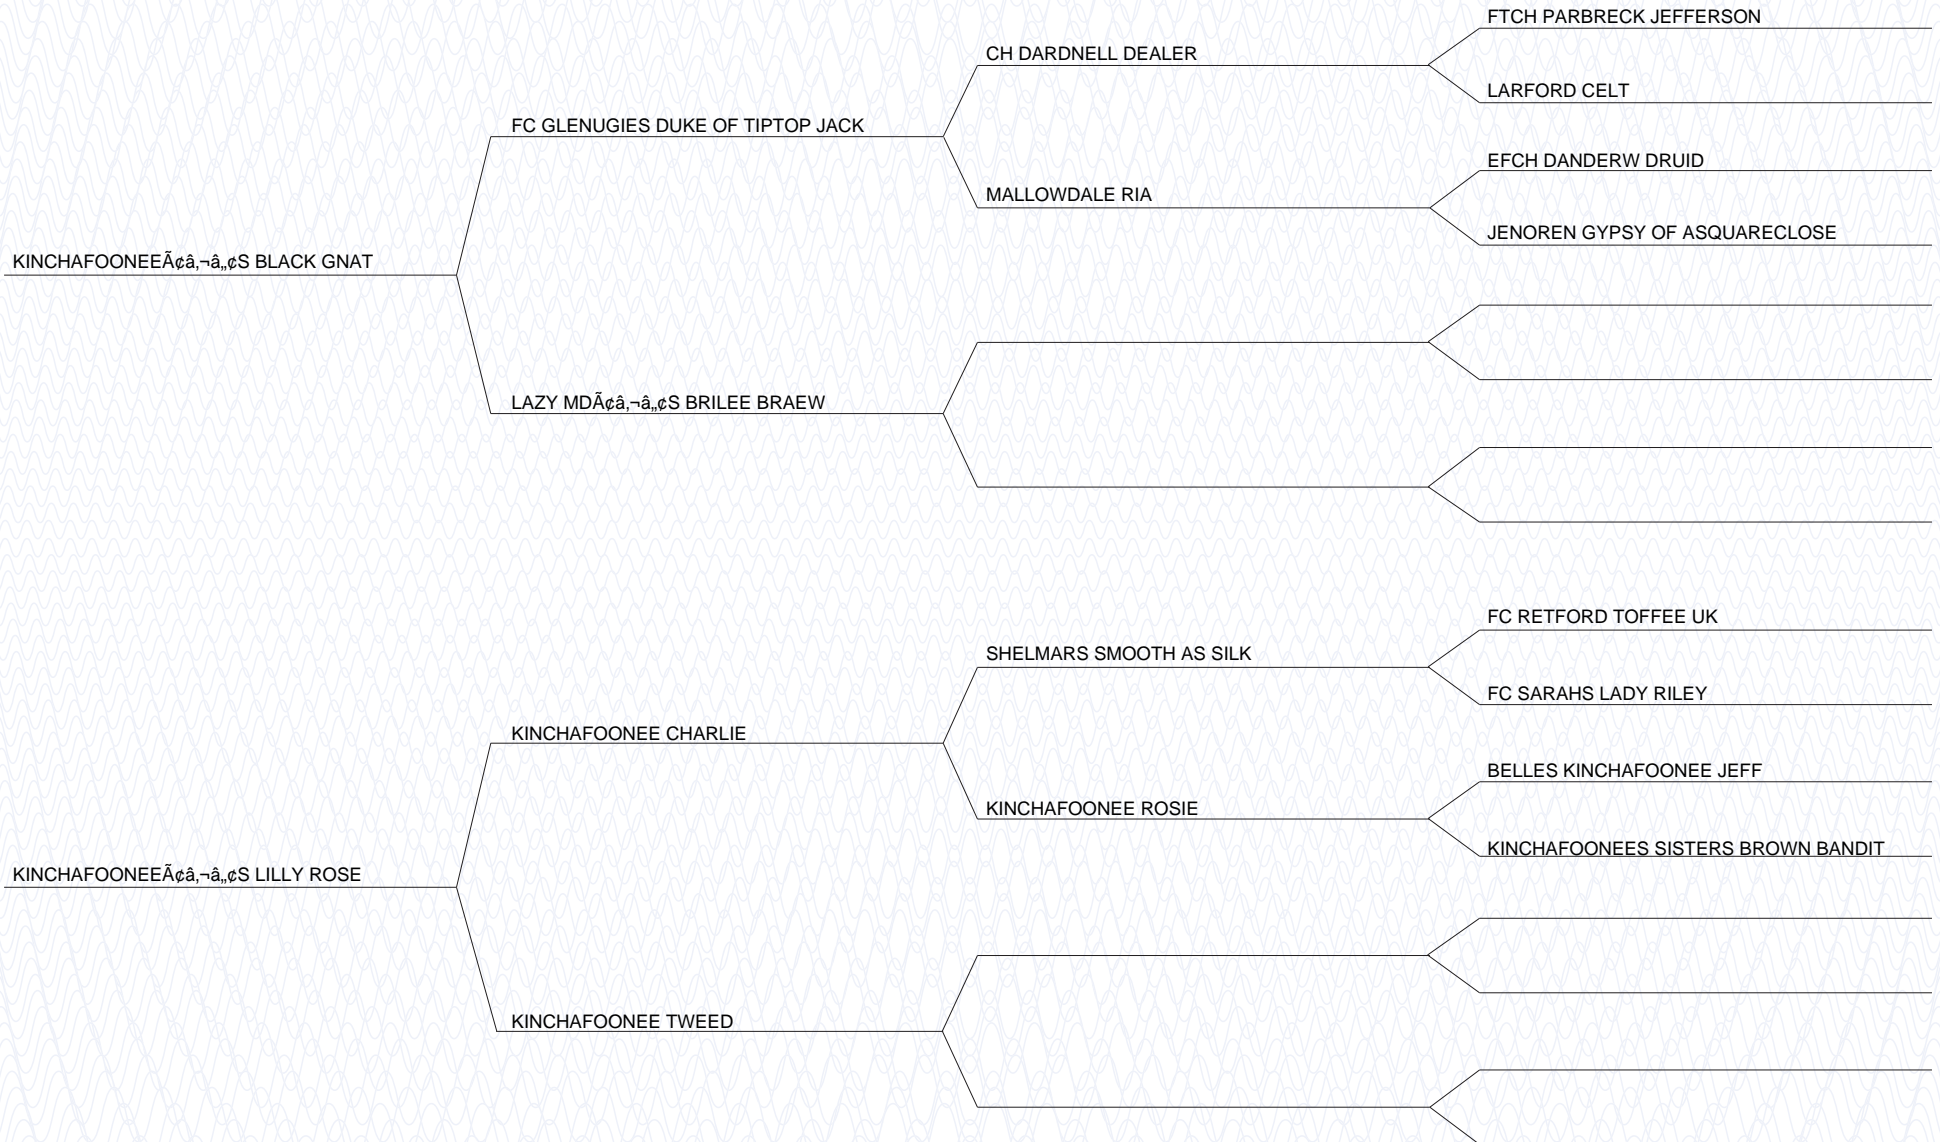 FTCH PARBRECK JEFFERSON
CH DARDNELL DEALER
LARFORD CELT
FC GLENUGIES DUKE OF TIPTOP JACK
EFCH DANDERW DRUID
MALLOWDALE RIA
JENOREN GYPSY OF ASQUARECLOSE
KINCHAFOONEEÃ¢â‚¬â„¢S BLACK GNAT
LAZY MDÃ¢â‚¬â„¢S BRILEE BRAEW
FC RETFORD TOFFEE UK
SHELMARS SMOOTH AS SILK
FC SARAHS LADY RILEY
KINCHAFOONEE CHARLIE
BELLES KINCHAFOONEE JEFF
KINCHAFOONEE ROSIE
KINCHAFOONEES SISTERS BROWN BANDIT
KINCHAFOONEEÃ¢â‚¬â„¢S LILLY ROSE
KINCHAFOONEE TWEED